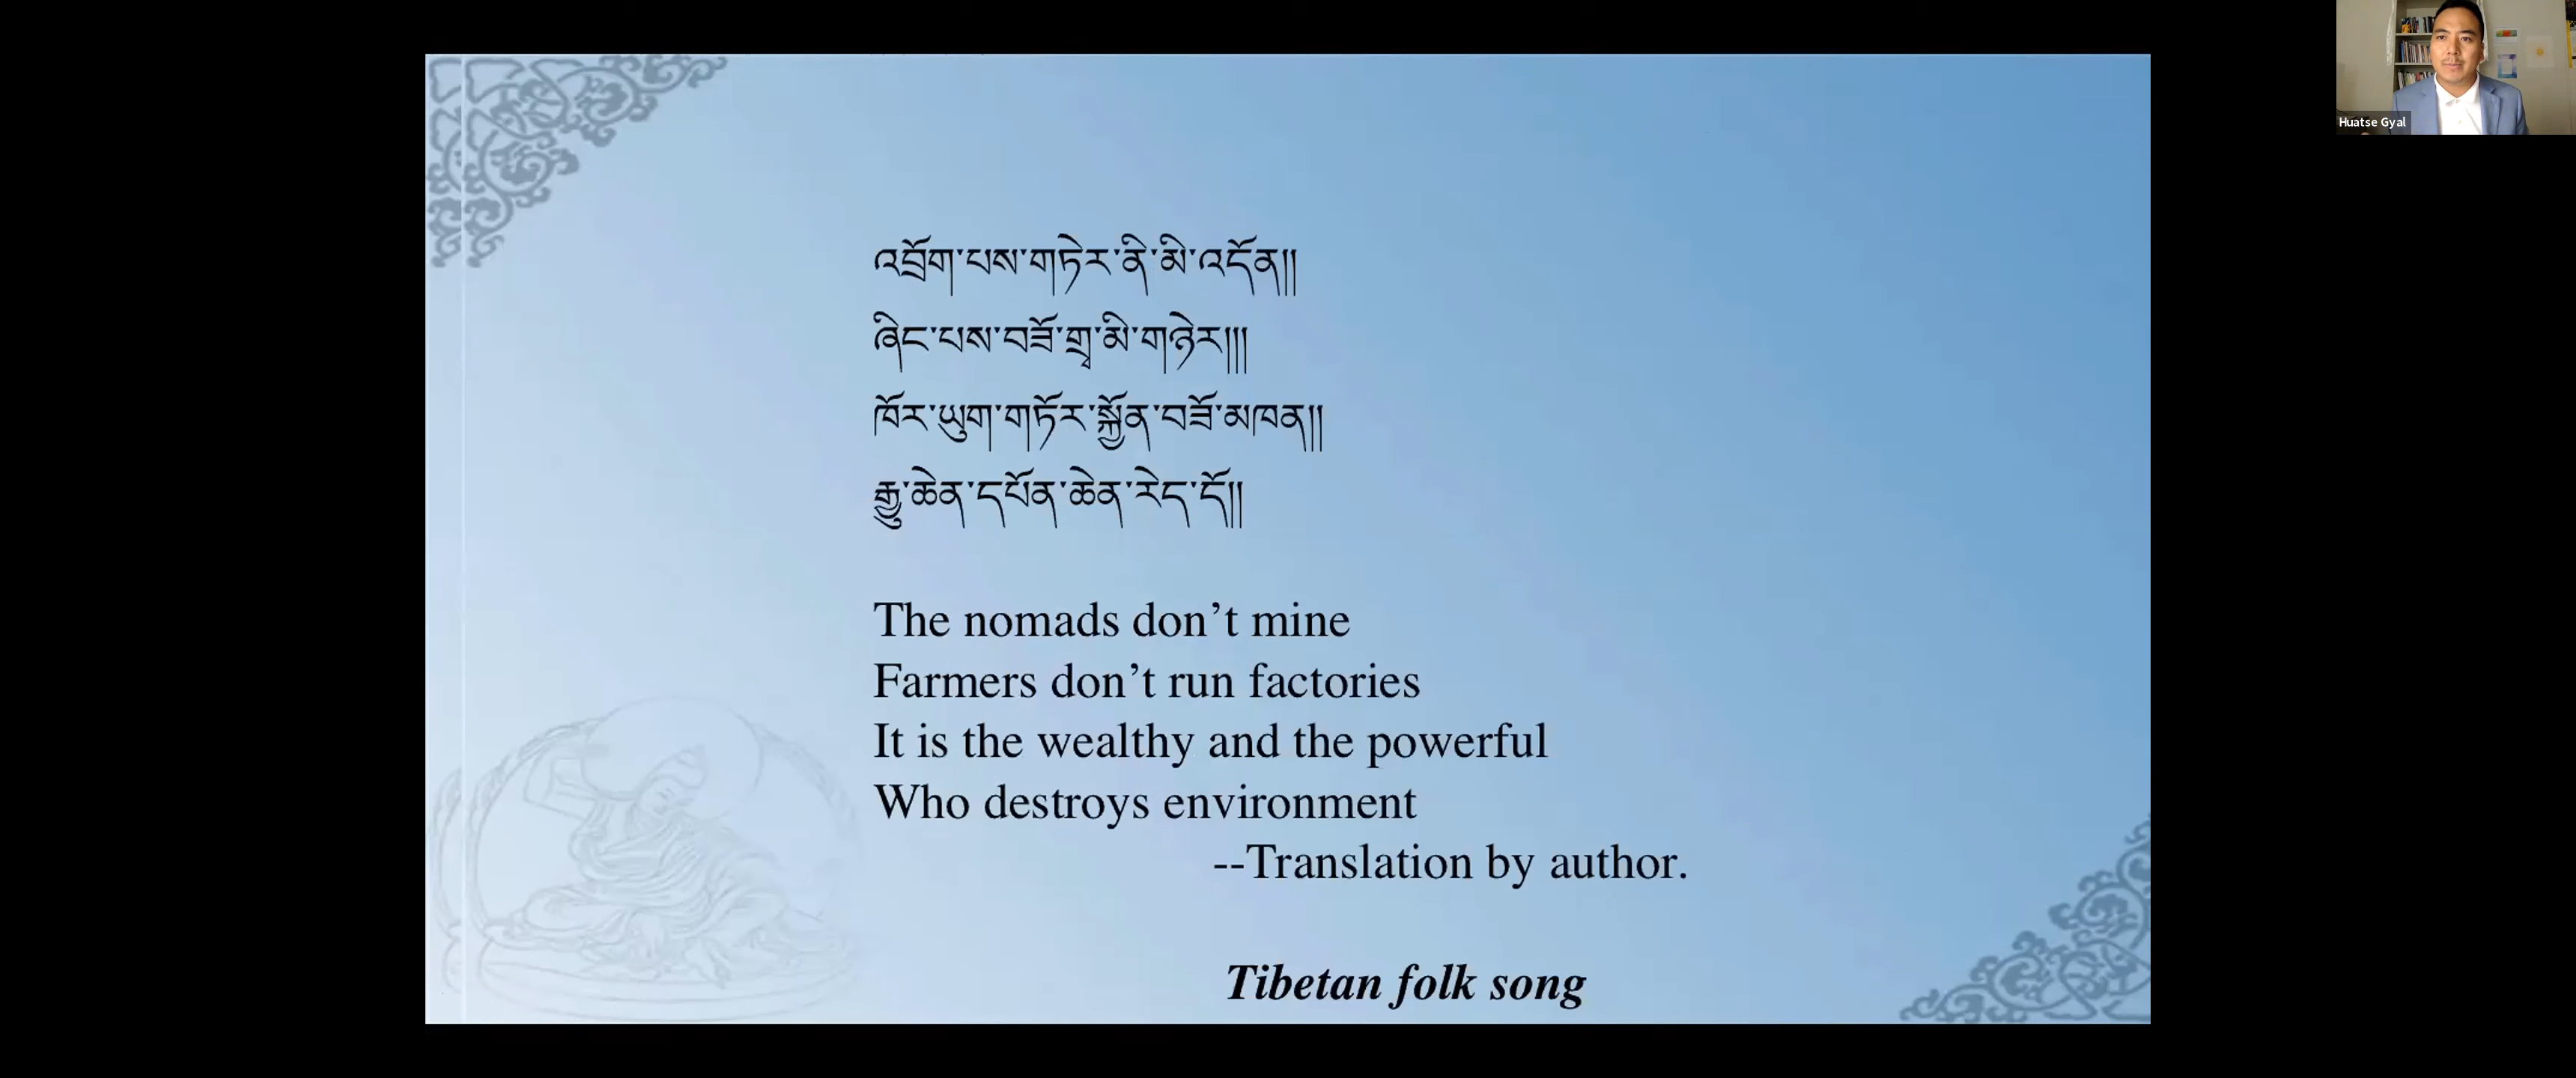 Huatse Gyal
འབྲོག་པས་གཏེར་ནི་མི་འདོན།།
ཞིང་པས་བཟོ་གྲྭ་མི་གཉེར།།།
ཁོར་ཡུག་གཏོར་སྐྱོན་བཟོ་མཁན།།
རྒྱུ་ཆེན་དཔོན་ཆེན་རེད་དོ།།
The nomads don’t mine
Farmers don’t run factories
It is the wealthy and the powerful
Who destroys environment
--Translation by author.
Tibetan folk song